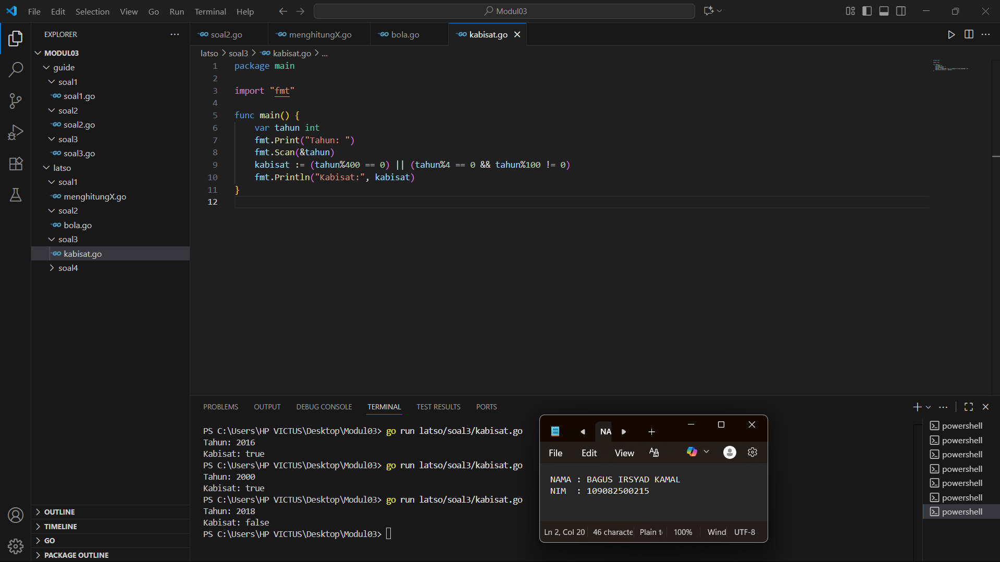 File Edit Selection View Go Run Terminal Help
Modul03
EXPLORER
MODUL03
guide
soal1
soal1.go
soal2
soal2.go
soal3
soal3.go
latso
soal1
menghitungX.go
soal2
bola.go
soal3
kabisat.go
soal4
OUTLINE
TIMELINE
GO
PACKAGE OUTLINE
GO soal2.go GO menghitungX.go GO bola.go GO kabisat.go
latso > soal3 > GO kabisat.go > ...
1 package main
2
3 import "fmt"
4
5 func main() {
6 var tahun int
7 fmt.Print("Tahun: ")
8 fmt.Scan(&tahun)
9 kabisat := (tahun%400 == 0) || (tahun%4 == 0 && tahun%100 != 0)
10 fmt.Println("Kabisat:", kabisat)
11 }
12
PROBLEMS OUTPUT DEBUG CONSOLE TERMINAL TEST RESULTS PORTS
PS C:\Users\HP VICTUS\Desktop\Modul03> go run latso/soal3/kabisat.go
Tahun: 2016
Kabisat: true
PS C:\Users\HP VICTUS\Desktop\Modul03> go run latso/soal3/kabisat.go
Tahun: 2000
Kabisat: true
PS C:\Users\HP VICTUS\Desktop\Modul03> go run latso/soal3/kabisat.go
Tahun: 2018
Kabisat: false
PS C:\Users\HP VICTUS\Desktop\Modul03>
NA
File Edit View
NAMA : BAGUS IRSYAD KAMAL
NIM : 109082500215
Ln 2, Col 20 46 characte Plain t 100% Wind UTF-8
powershell
powershell
powershell
powershell
powershell
powershell
powershell